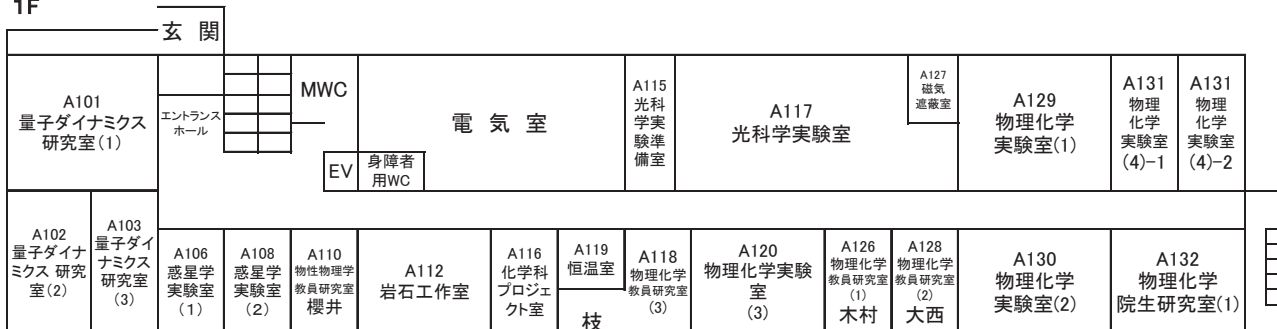 1F
玄 関
A101
量子ダイナミクス
研究室(1)
エントランス
ホール
MWC
EV
身障者
用WC
電 気 室
A115
光科
学実
験準
備室
A117
光科学実験室
A127
磁気
遮蔽室
A129
物理化学
実験室(1)
A131
物理
化学
実験室
(4)-1
A131
物理
化学
実験室
(4)-2
A102
量子ダイナ
ミクス 研究
室(2)
A103
量子ダイ
ナミクス
研究室
(3)
A106
惑星学
実験室
(1)
A108
惑星学
実験室
(2)
A110
物性物理学
教員研究室
櫻井
A112
岩石工作室
A116
化学科
プロジェ
クト室
A119
恒温室
枝
A118
物理化学
教員研究室
(3)
A120
物理化学実験
室
(3)
A126
物理化学
教員研究室
(1)
木村
A128
物理化学
教員研究室
(2)
大西
A130
物理化学
実験室(2)
A132
物理化学
院生研究室(1)